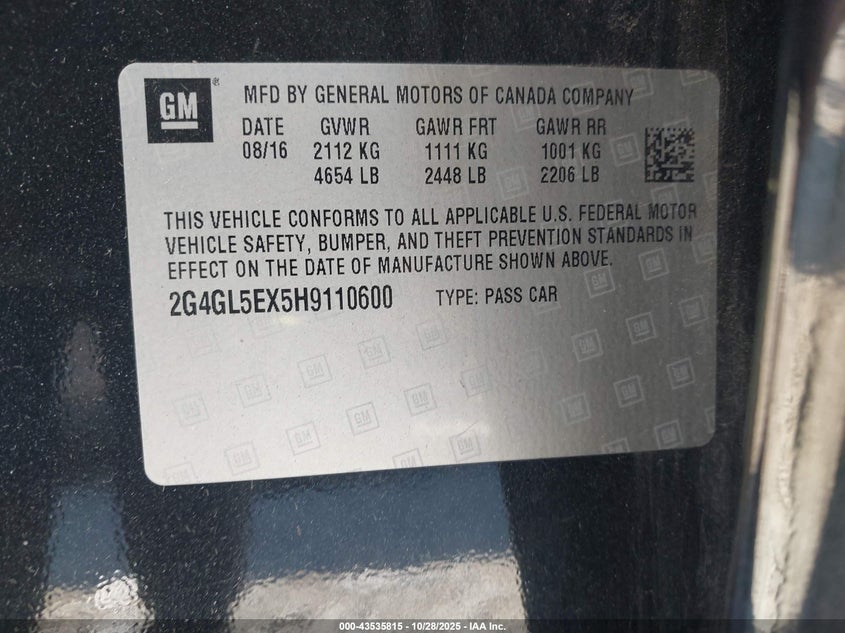 GM ® MFD BY GENERAL MOTORS OF CANADA COMPANY
DATE GVWR GAWR FRT GAWR RR
08/16 2112 KG 1111 KG 1001 KG
4654 LB 2448 LB 2206 LB
THIS VEHICLE CONFORMS TO ALL APPLICABLE U.S. FEDERAL MOTOR
VEHICLE SAFETY, BUMPER, AND THEFT PREVENTION STANDARDS IN
EFFECT ON THE DATE OF MANUFACTURE SHOWN ABOVE.
2G4GL5EX5H9110600 TYPE: PASS CAR
000-43535815 - 10/28/2025 - IAA Inc.